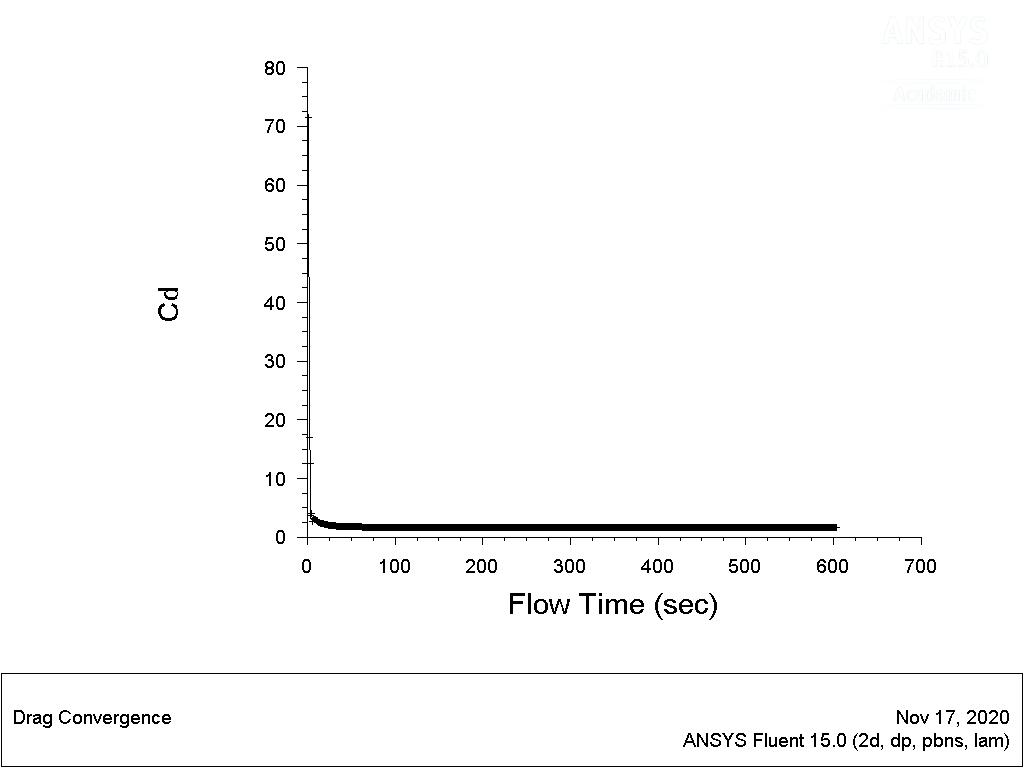 ANSYS
R15.0
Academic
80
70
60
50
40
30
20
10
0
Cd
0 100 200 300 400 500 600 700
Flow Time (sec)
Drag Convergence
Nov 17, 2020
ANSYS Fluent 15.0 (2d, dp, pbns, lam)